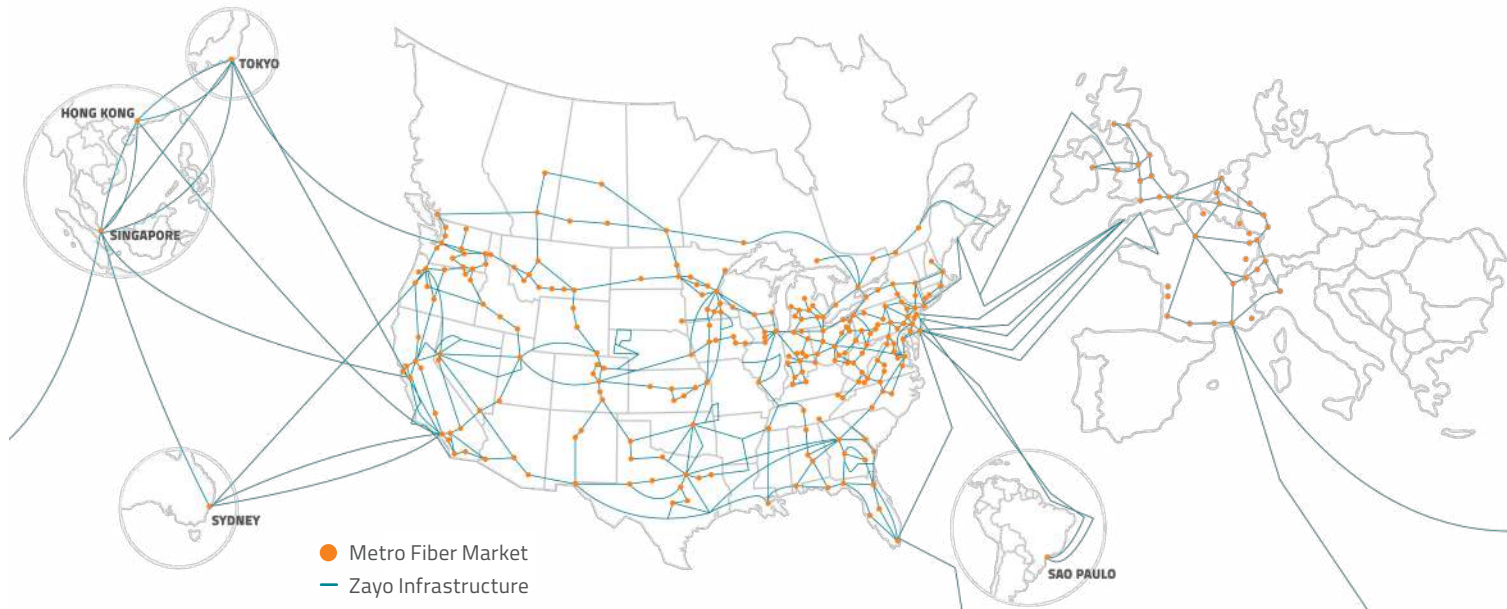 TOKYO
HONG KONG
SINGAPORE
SYDNEY
SAO PAULO
Metro Fiber Market
Zayo Infrastructure